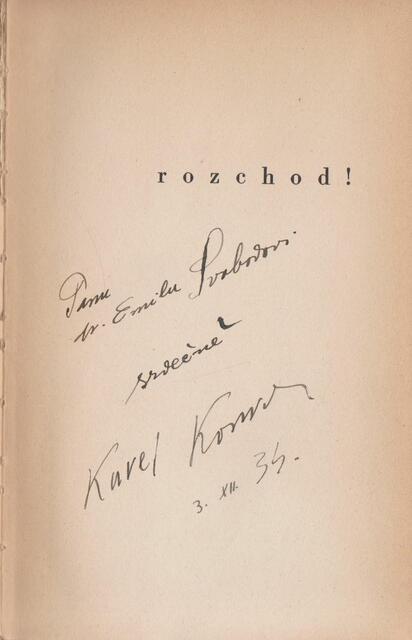 rozchod!
Panu
dr. Emilu Svobodovi
srdečně
Karel Konrád
3. XII. 34.